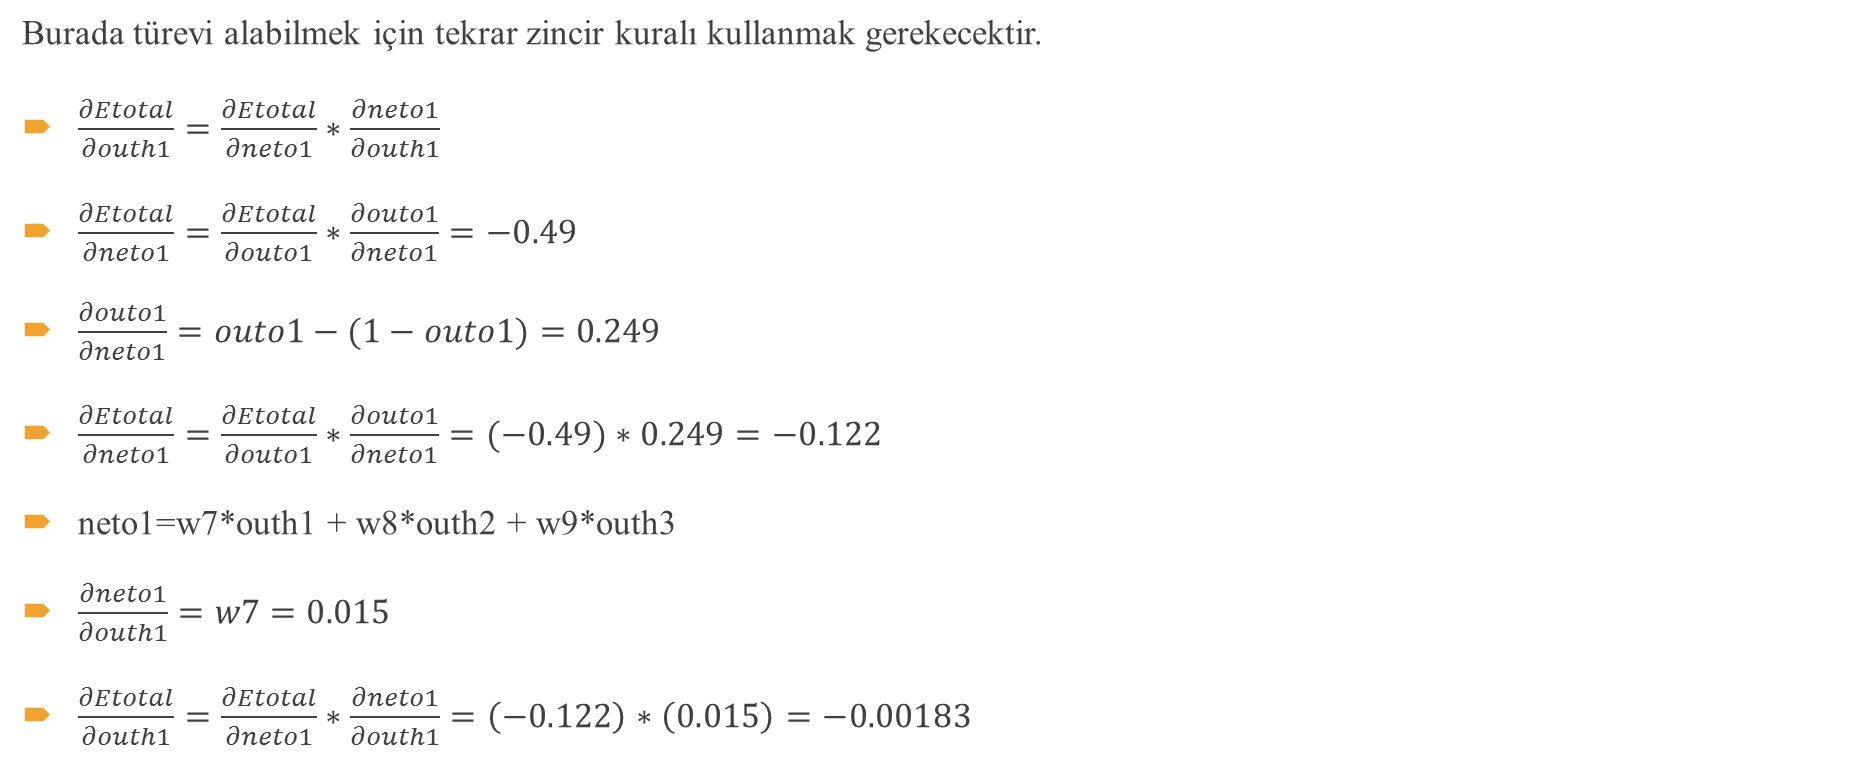 Burada türevi alabilmek için tekrar zincir kuralı kullanmak gerekecektir.
∂Etotal/∂outh1 = ∂Etotal/∂neto1 * ∂neto1/∂outh1
∂Etotal/∂neto1 = ∂Etotal/∂outo1 * ∂outo1/∂neto1 = −0.49
∂outo1/∂neto1 = outo1 − (1 − outo1) = 0.249
∂Etotal/∂neto1 = ∂Etotal/∂outo1 * ∂outo1/∂neto1 = (−0.49) * 0.249 = −0.122
neto1=w7*outh1 + w8*outh2 + w9*outh3
∂neto1/∂outh1 = w7 = 0.015
∂Etotal/∂outh1 = ∂Etotal/∂neto1 * ∂neto1/∂outh1 = (−0.122) * (0.015) = −0.00183